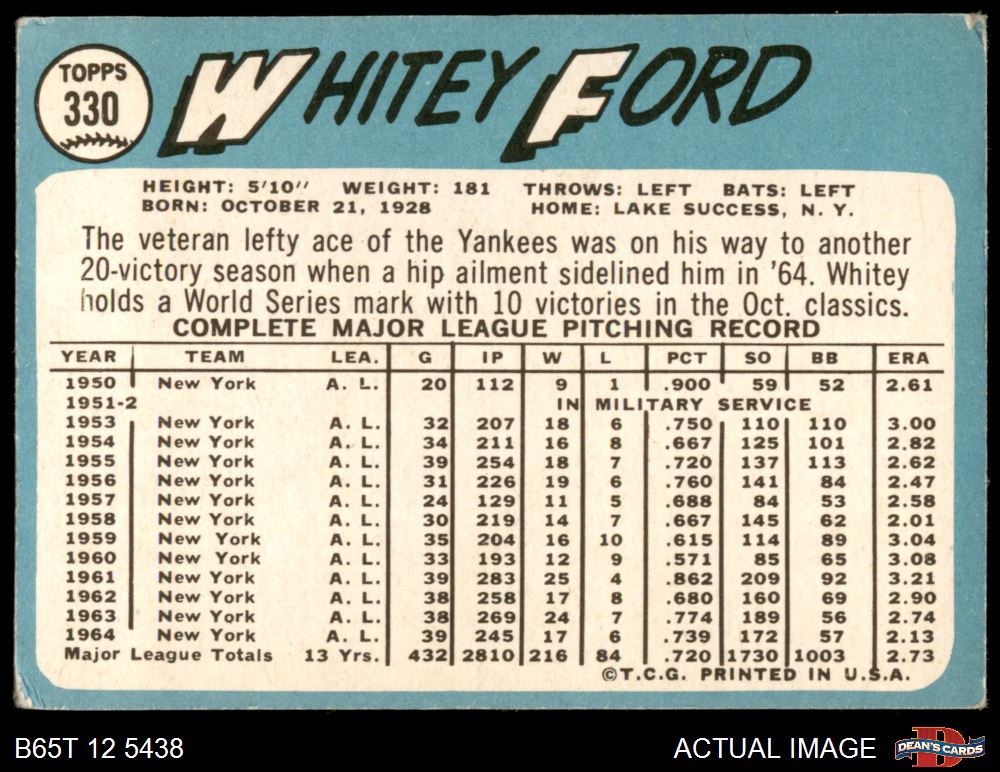 TOPPS
330
WHITEY FORD
HEIGHT: 5'10" WEIGHT: 181 THROWS: LEFT BATS: LEFT
BORN: OCTOBER 21, 1928 HOME: LAKE SUCCESS, N. Y.
The veteran lefty ace of the Yankees was on his way to another
20-victory season when a hip ailment sidelined him in '64. Whitey
holds a World Series mark with 10 victories in the Oct. classics.
COMPLETE MAJOR LEAGUE PITCHING RECORD
YEAR TEAM LEA. G IP W L PCT SO BB ERA
1950 New York A. L. 20 112 9 1 .900 59 52 2.61
1951-2 IN MILITARY SERVICE
1953 New York A. L. 32 207 18 6 .750 110 110 3.00
1954 New York A. L. 34 211 16 8 .667 125 101 2.82
1955 New York A. L. 39 254 18 7 .720 137 113 2.62
1956 New York A. L. 31 226 19 6 .760 141 84 2.47
1957 New York A. L. 24 129 11 5 .688 84 53 2.58
1958 New York A. L. 30 219 14 7 .667 145 62 2.01
1959 New York A. L. 35 204 16 10 .615 114 89 3.04
1960 New York A. L. 33 193 12 9 .571 85 65 3.08
1961 New York A. L. 39 283 25 4 .862 209 92 3.21
1962 New York A. L. 38 258 17 8 .680 160 69 2.90
1963 New York A. L. 38 269 24 7 .774 189 56 2.74
1964 New York A. L. 39 245 17 6 .739 172 57 2.13
Major League Totals 13 Yrs. 432 2810 216 84 .720 1730 1003 2.73
©T.C.G. PRINTED IN U.S.A.
B65T 12 5438 ACTUAL IMAGE DEAN'S CARDS